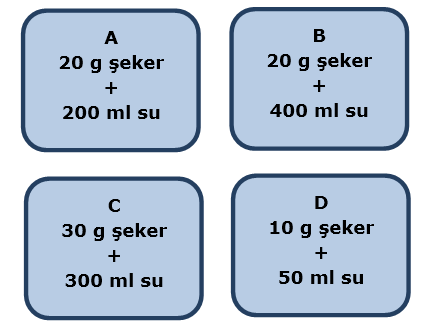 A
20 g şeker
+
200 ml su
B
20 g şeker
+
400 ml su
C
30 g şeker
+
300 ml su
D
10 g şeker
+
50 ml su